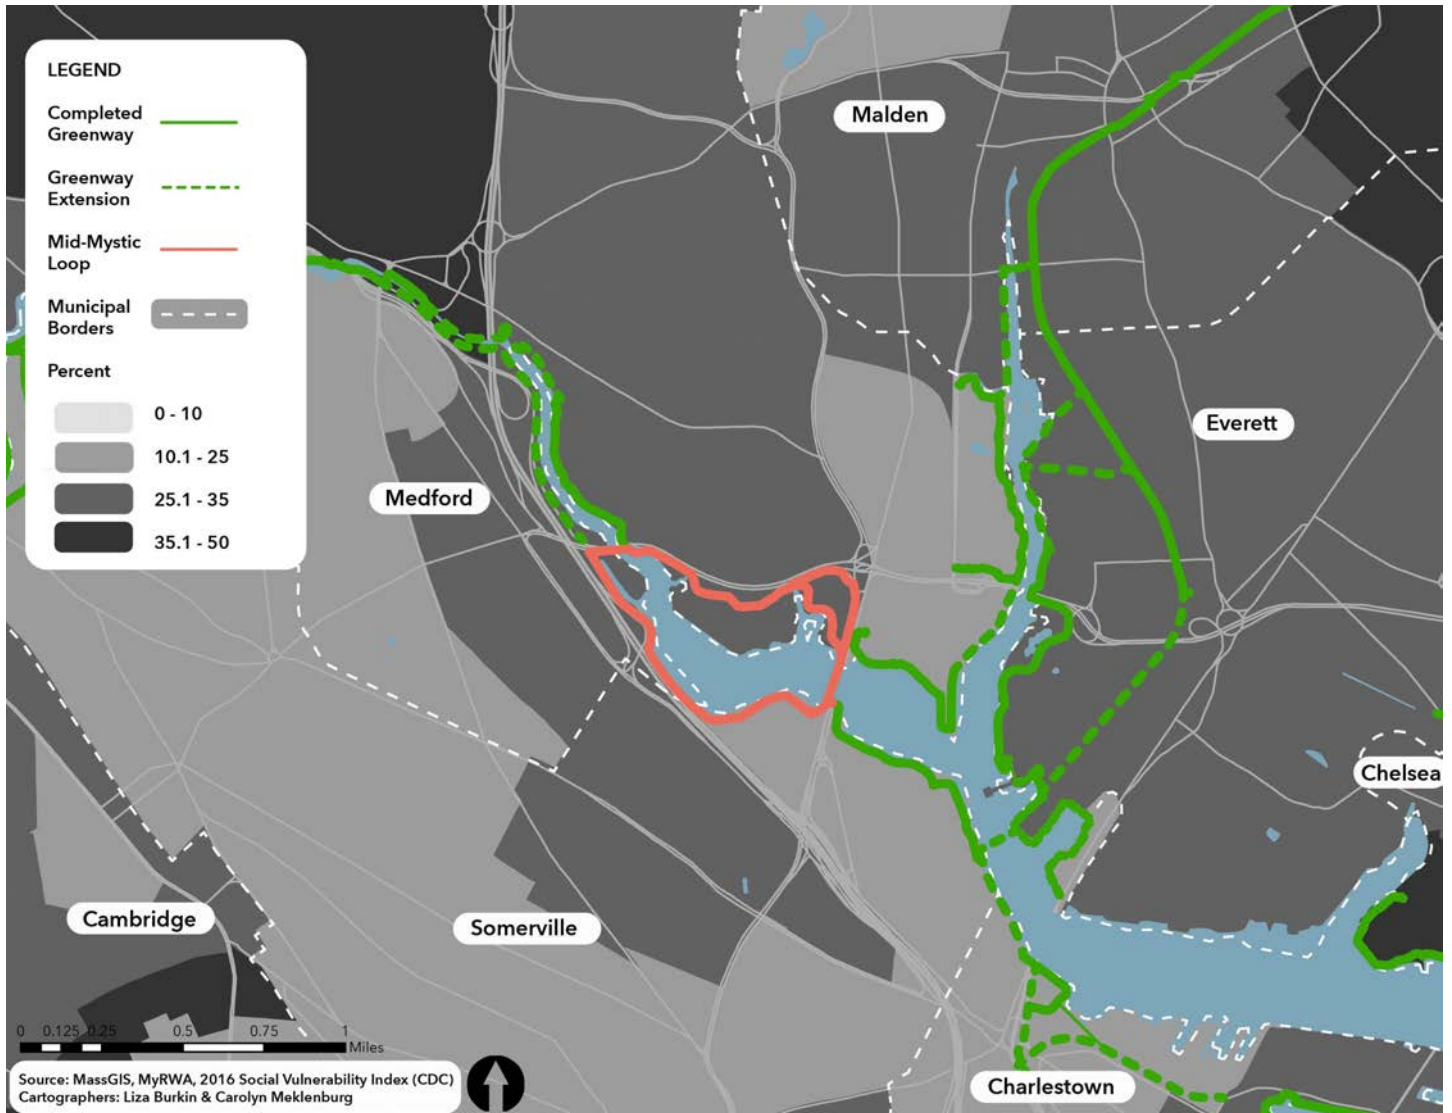 LEGEND
Completed
Greenway
Greenway
Extension
Mid-Mystic
Loop
Municipal
Borders
Percent
0 - 10
10.1 - 25
25.1 - 35
35.1 - 50
Malden
Everett
Medford
Chelsea
Cambridge
Somerville
Charlestown
0 0.125 0.25 0.5 0.75 1
Miles
Source: MassGIS, MyRWA, 2016 Social Vulnerability Index (CDC)
Cartographers: Liza Burkin & Carolyn Meklenburg